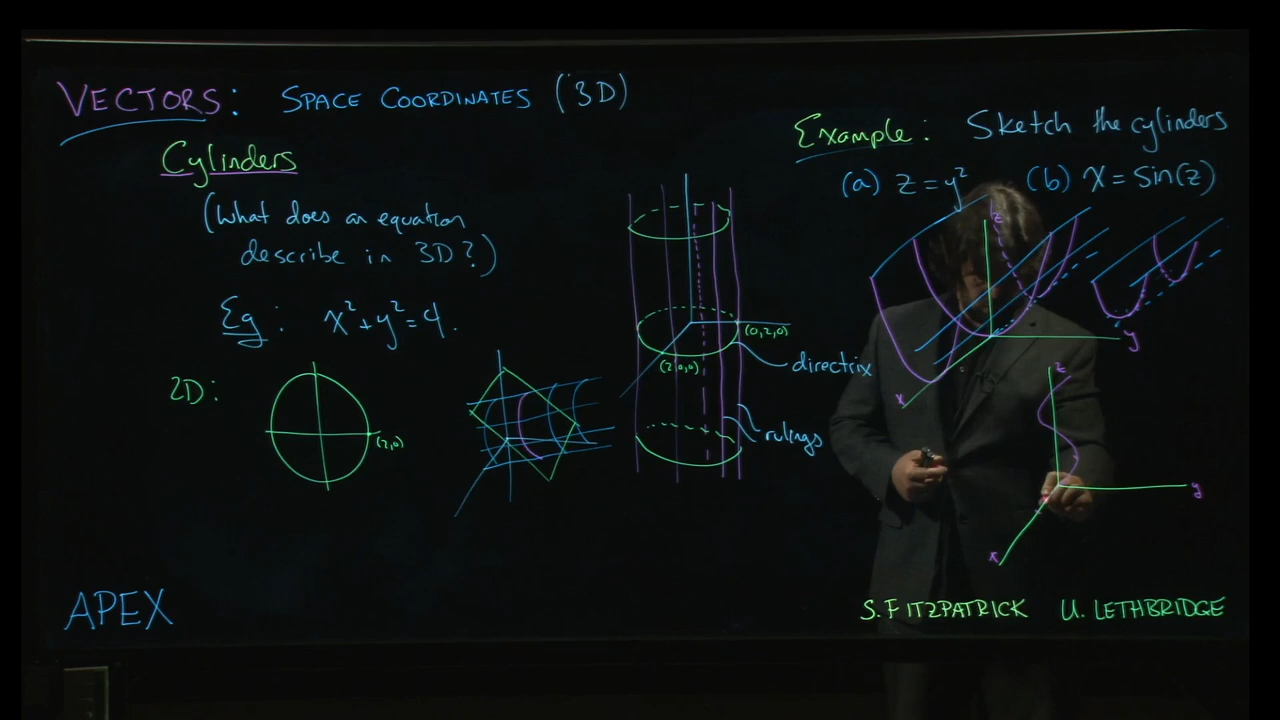 VECTORS: SPACE COORDINATES (3D)
Cylinders
(What does an equation
describe in 3D?)
Eg: x²+y²=4.
2D:
(2,0)
(0,2,0)
(2,0,0)
directrix
rulings
Example: Sketch the cylinders
(a) z=y² (b) x=sin(z)
z
y
x
z
y
x
APEX
S. FITZPATRICK U. LETHBRIDGE